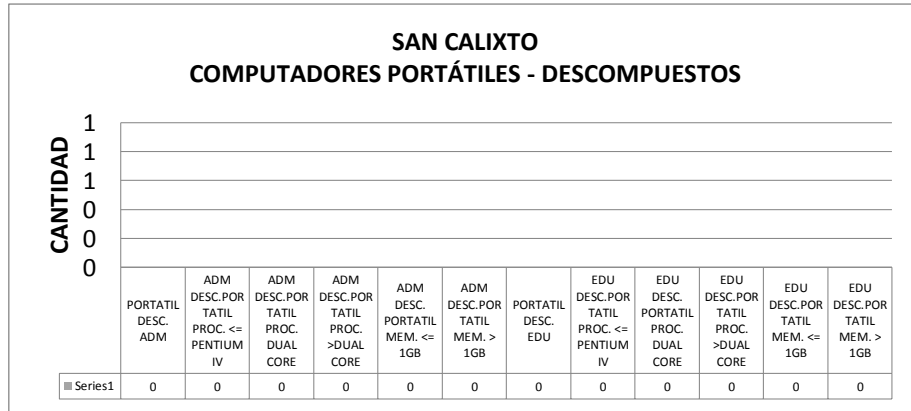 SAN CALIXTO
COMPUTADORES PORTÁTILES - DESCOMPUESTOS
CANTIDAD
1
1
1
0
0
0
PORTATIL
DESC.
ADM
ADM
DESC.POR
TATIL
PROC. <=
PENTIUM
IV
ADM
DESC.POR
TATIL
PROC.
DUAL
CORE
ADM
DESC.POR
TATIL
PROC.
>DUAL
CORE
ADM
DESC.
PORTATIL
MEM. <=
1GB
ADM
DESC.POR
TATIL
MEM. >
1GB
PORTATIL
DESC.
EDU
EDU
DESC.POR
TATIL
PROC. <=
PENTIUM
IV
EDU
DESC.
PORTATIL
PROC.
DUAL
CORE
EDU
DESC.POR
TATIL
PROC.
>DUAL
CORE
EDU
DESC.POR
TATIL
MEM. <=
1GB
EDU
DESC.POR
TATIL
MEM. >
1GB
Series1 0 0 0 0 0 0 0 0 0 0 0 0